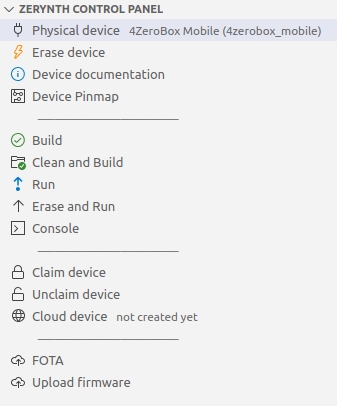 ZERYNTH CONTROL PANEL
Physical device 4ZeroBox Mobile (4zerobox_mobile)
Erase device
Device documentation
Device Pinmap
Build
Clean and Build
Run
Erase and Run
Console
Claim device
Unclaim device
Cloud device not created yet
FOTA
Upload firmware